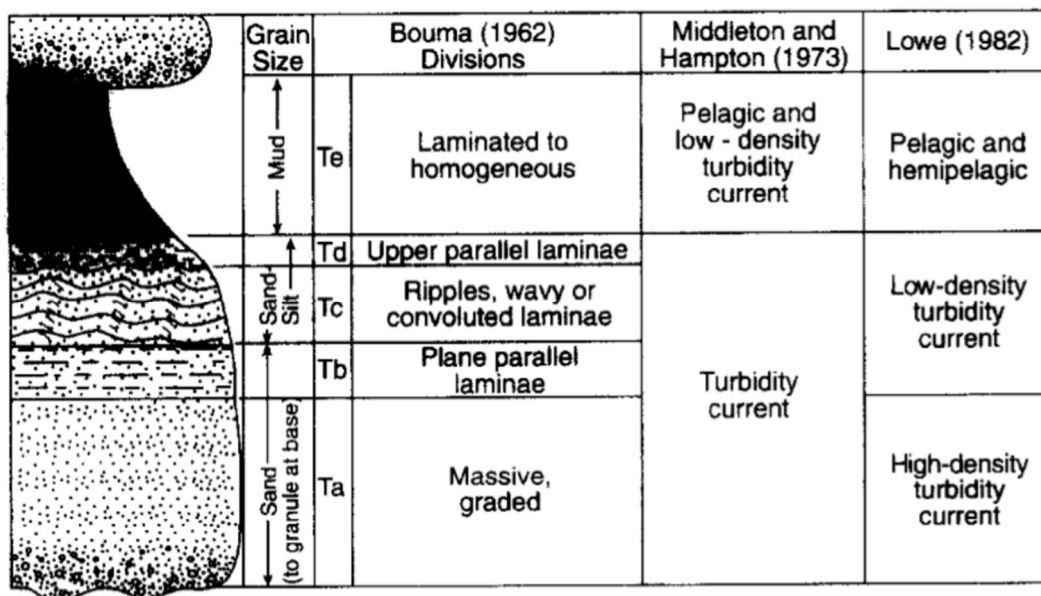 Grain
Size
Bouma (1962)
Divisions
Middleton and
Hampton (1973)
Lowe (1982)
Mud
Te
Laminated to
homogeneous
Pelagic and
low - density
turbidity
current
Pelagic and
hemipelagic
Sand-
Silt
Td
Upper parallel laminae
Tc
Ripples, wavy or
convoluted laminae
Low-density
turbidity
current
Tb
Plane parallel
laminae
Turbidity
current
Sand
(to granule at base)
Ta
Massive,
graded
High-density
turbidity
current